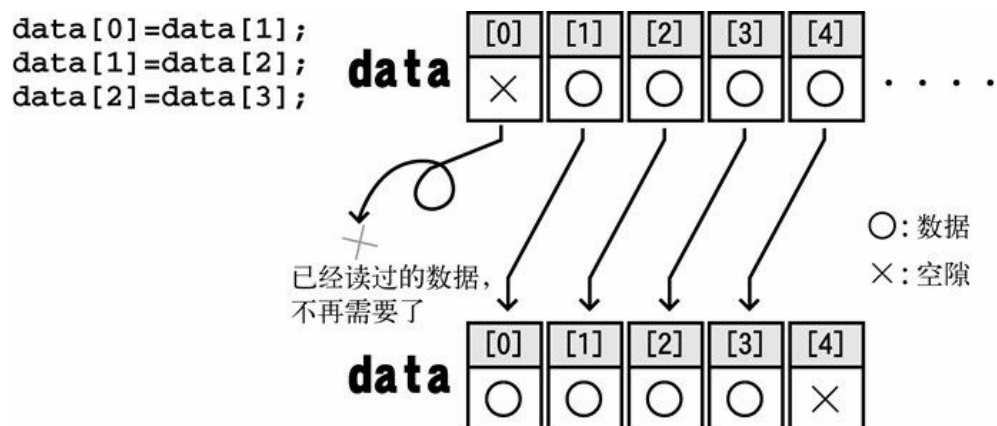 data[0]=data[1];
data[1]=data[2];
data[2]=data[3];
data
[0] [1] [2] [3] [4]
× ○ ○ ○ ○ ····
○：数据
×：空隙
已经读过的数据，
不再需要了
data
[0] [1] [2] [3] [4]
○ ○ ○ ○ ×